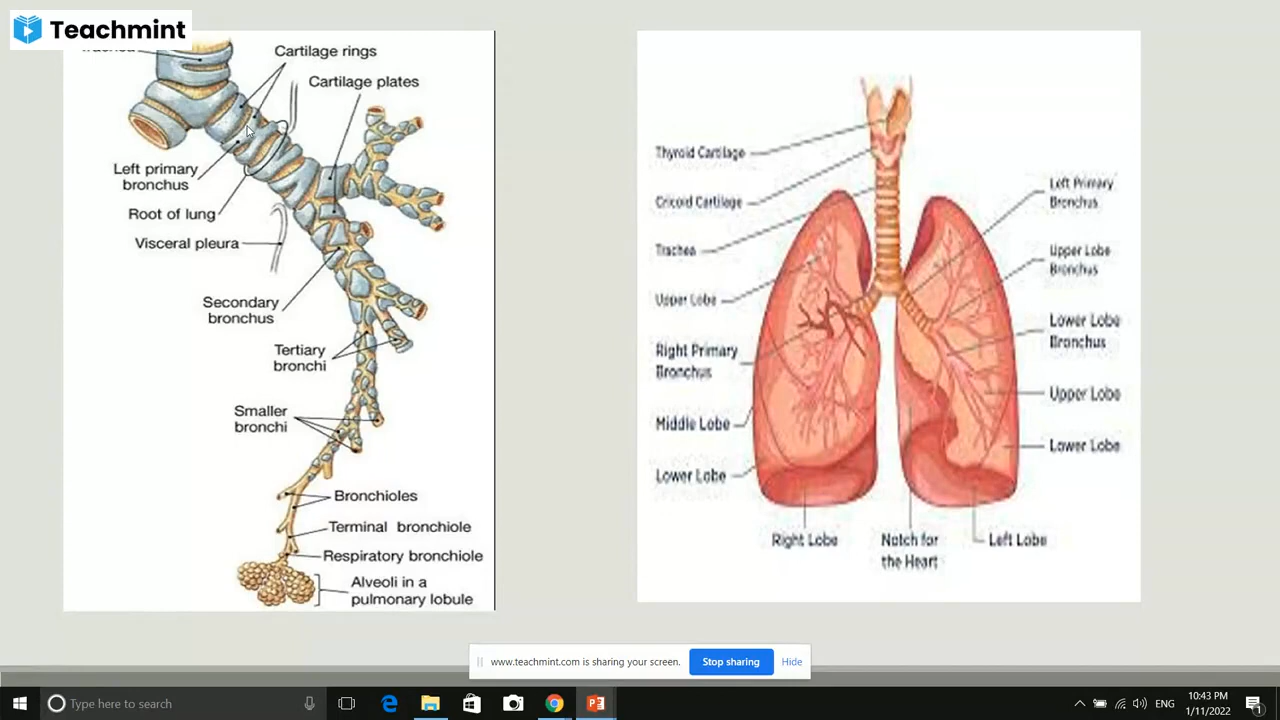 Teachmint
Cartilage rings
Cartilage plates
Left primary
bronchus
Root of lung
Visceral pleura
Secondary
bronchus
Tertiary
bronchi
Smaller
bronchi
Bronchioles
Terminal bronchiole
Respiratory bronchiole
Alveoli in a
pulmonary lobule
Thyroid Cartilage
Cricoid Cartilage
Trachea
Upper Lobe
Right Primary
Bronchus
Middle Lobe
Lower Lobe
Left Primary
Bronchus
Upper Lobe
Bronchus
Lower Lobe
Bronchus
Upper Lobe
Lower Lobe
Right Lobe
Notch for
the Heart
Left Lobe
www.teachmint.com is sharing your screen.
Stop sharing
Hide
Type here to search
ENG
10:43 PM
1/11/2022
1